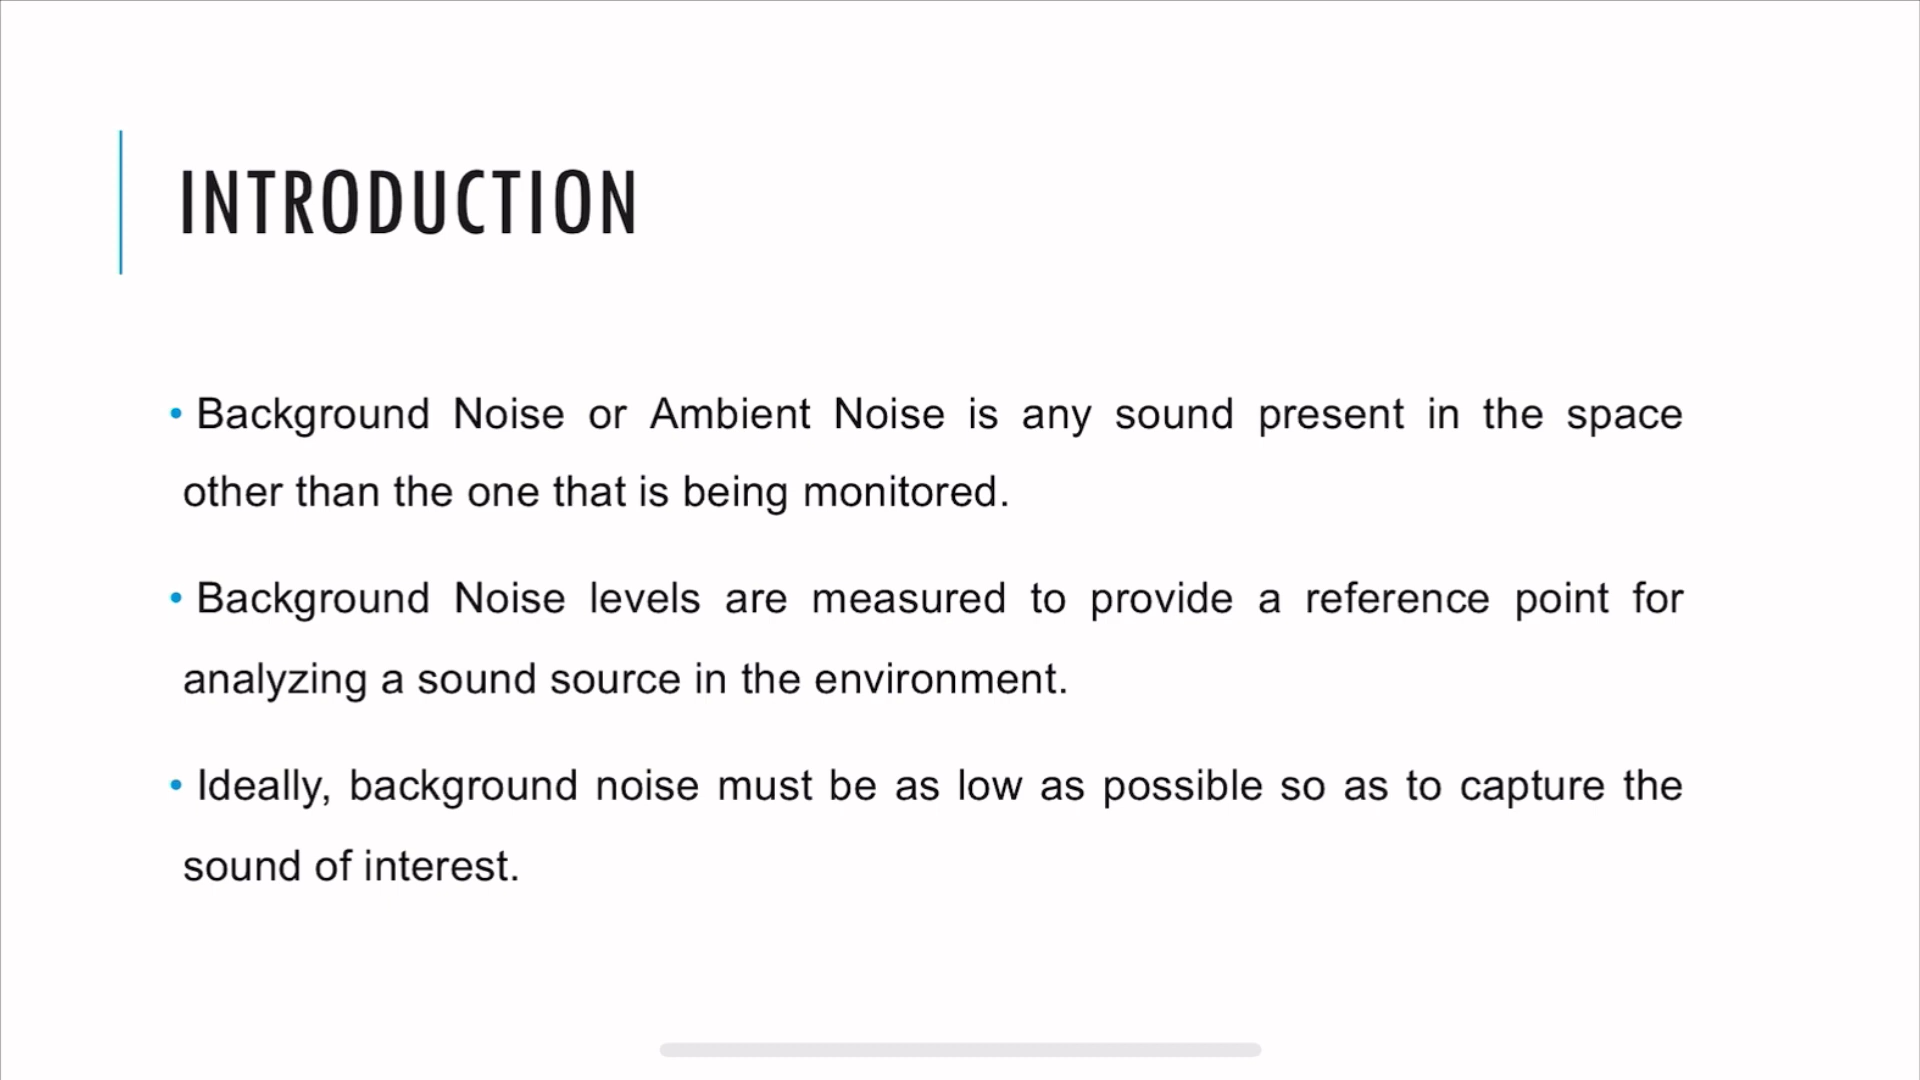 INTRODUCTION
• Background Noise or Ambient Noise is any sound present in the space
other than the one that is being monitored.
• Background Noise levels are measured to provide a reference point for
analyzing a sound source in the environment.
• Ideally, background noise must be as low as possible so as to capture the
sound of interest.